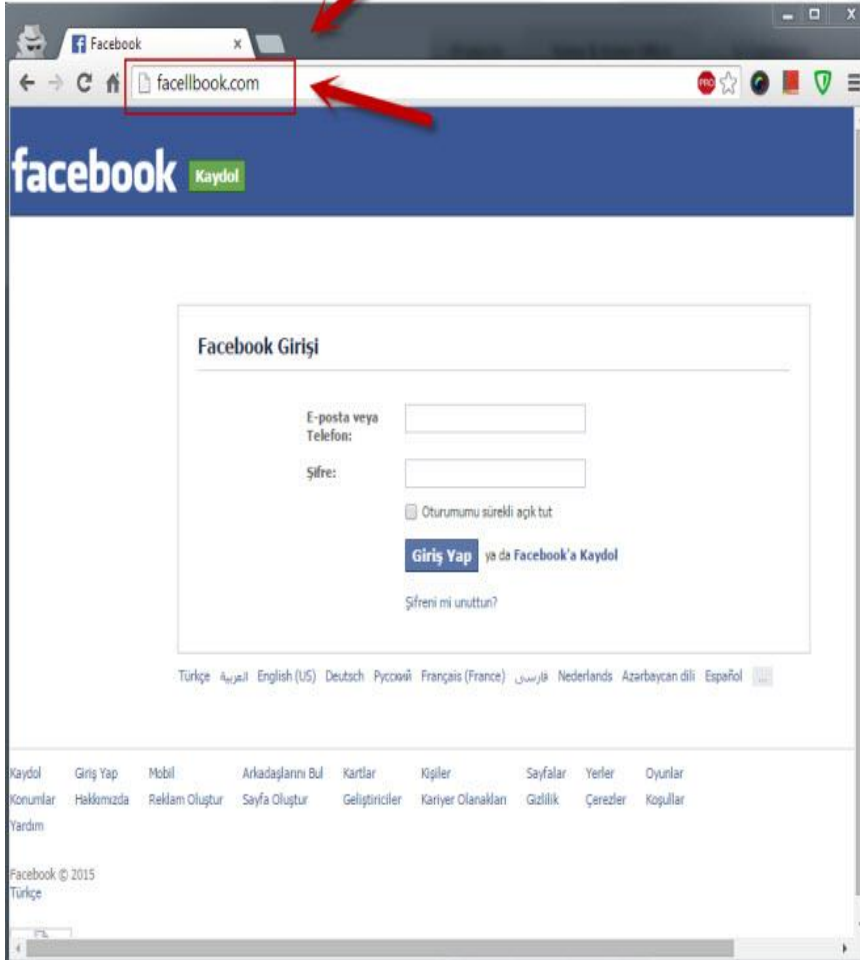 Facebook
facellbook.com
PRO
facebook Kaydol
Facebook Girişi
E-posta veya
Telefon:
Şifre:
Oturumumu sürekli açık tut
Giriş Yap ya da Facebook'a Kaydol
Şifreni mi unuttun?
Türkçe العربية English (US) Deutsch Русский Français (France) فارسی Nederlands Azərbaycan dili Español ...
Kaydol Giriş Yap Mobil Arkadaşlarını Bul Kartlar Kişiler Sayfalar Yerler Oyunlar
Konumlar Hakkımızda Reklam Oluştur Sayfa Oluştur Geliştiriciler Kariyer Olanakları Gizlilik Çerezler Koşullar
Yardım
Facebook © 2015
Türkçe